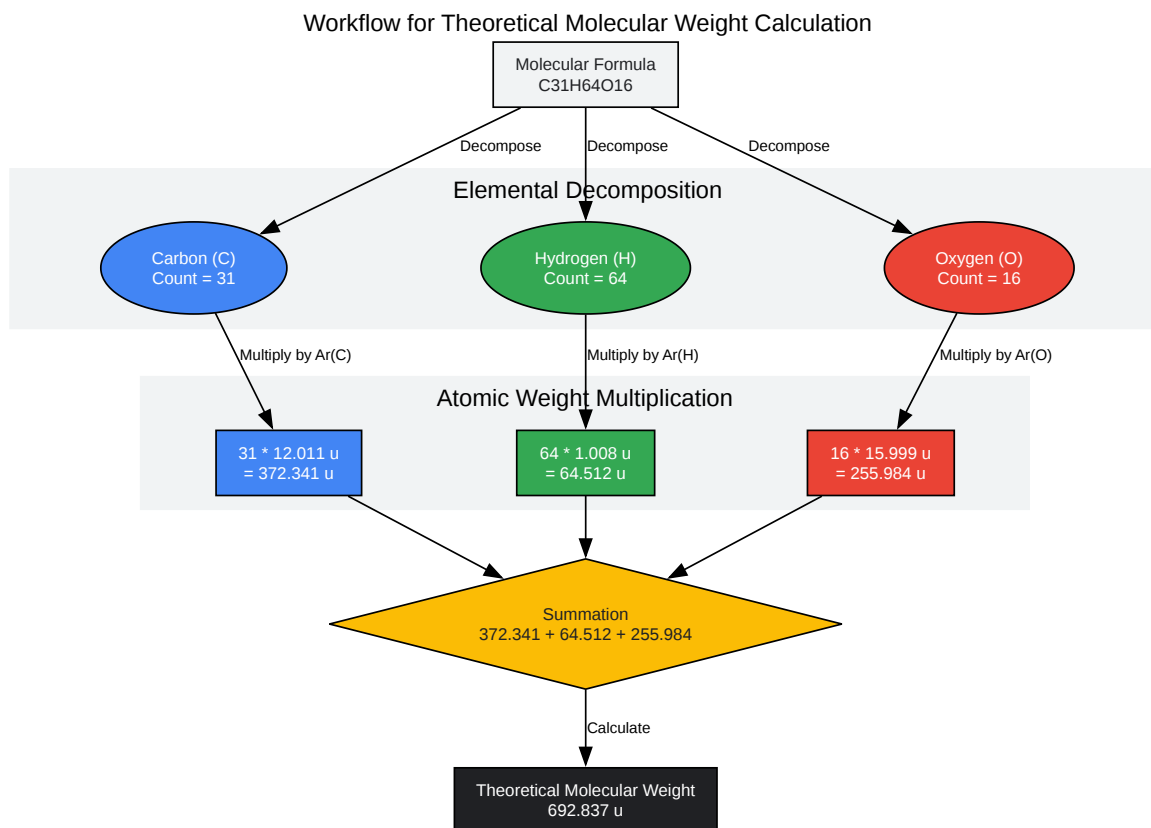 Workflow for Theoretical Molecular Weight Calculation
Molecular Formula
C31H64O16
Decompose
Decompose
Decompose
Elemental Decomposition
Carbon (C)
Count = 31
Hydrogen (H)
Count = 64
Oxygen (O)
Count = 16
Multiply by Ar(C)
Multiply by Ar(H)
Multiply by Ar(O)
Atomic Weight Multiplication
31 * 12.011 u
= 372.341 u
64 * 1.008 u
= 64.512 u
16 * 15.999 u
= 255.984 u
Summation
372.341 + 64.512 + 255.984
Calculate
Theoretical Molecular Weight
692.837 u